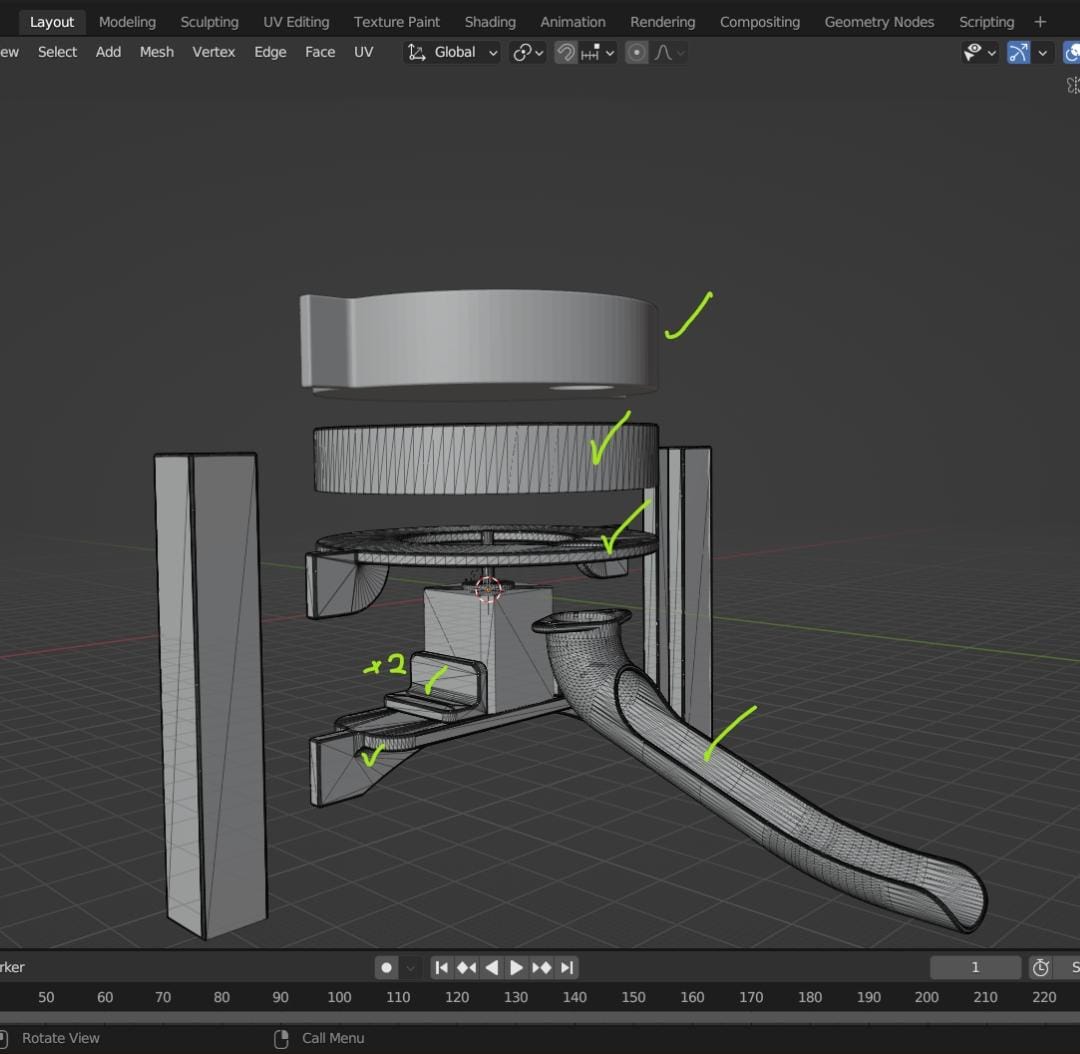 Layout Modeling Sculpting UV Editing Texture Paint Shading Animation Rendering Compositing Geometry Nodes Scripting +
ew Select Add Mesh Vertex Edge Face UV Global
x2
rker 1 S
50 60 70 80 90 100 110 120 130 140 150 160 170 180 190 200 210 220
Rotate View Call Menu